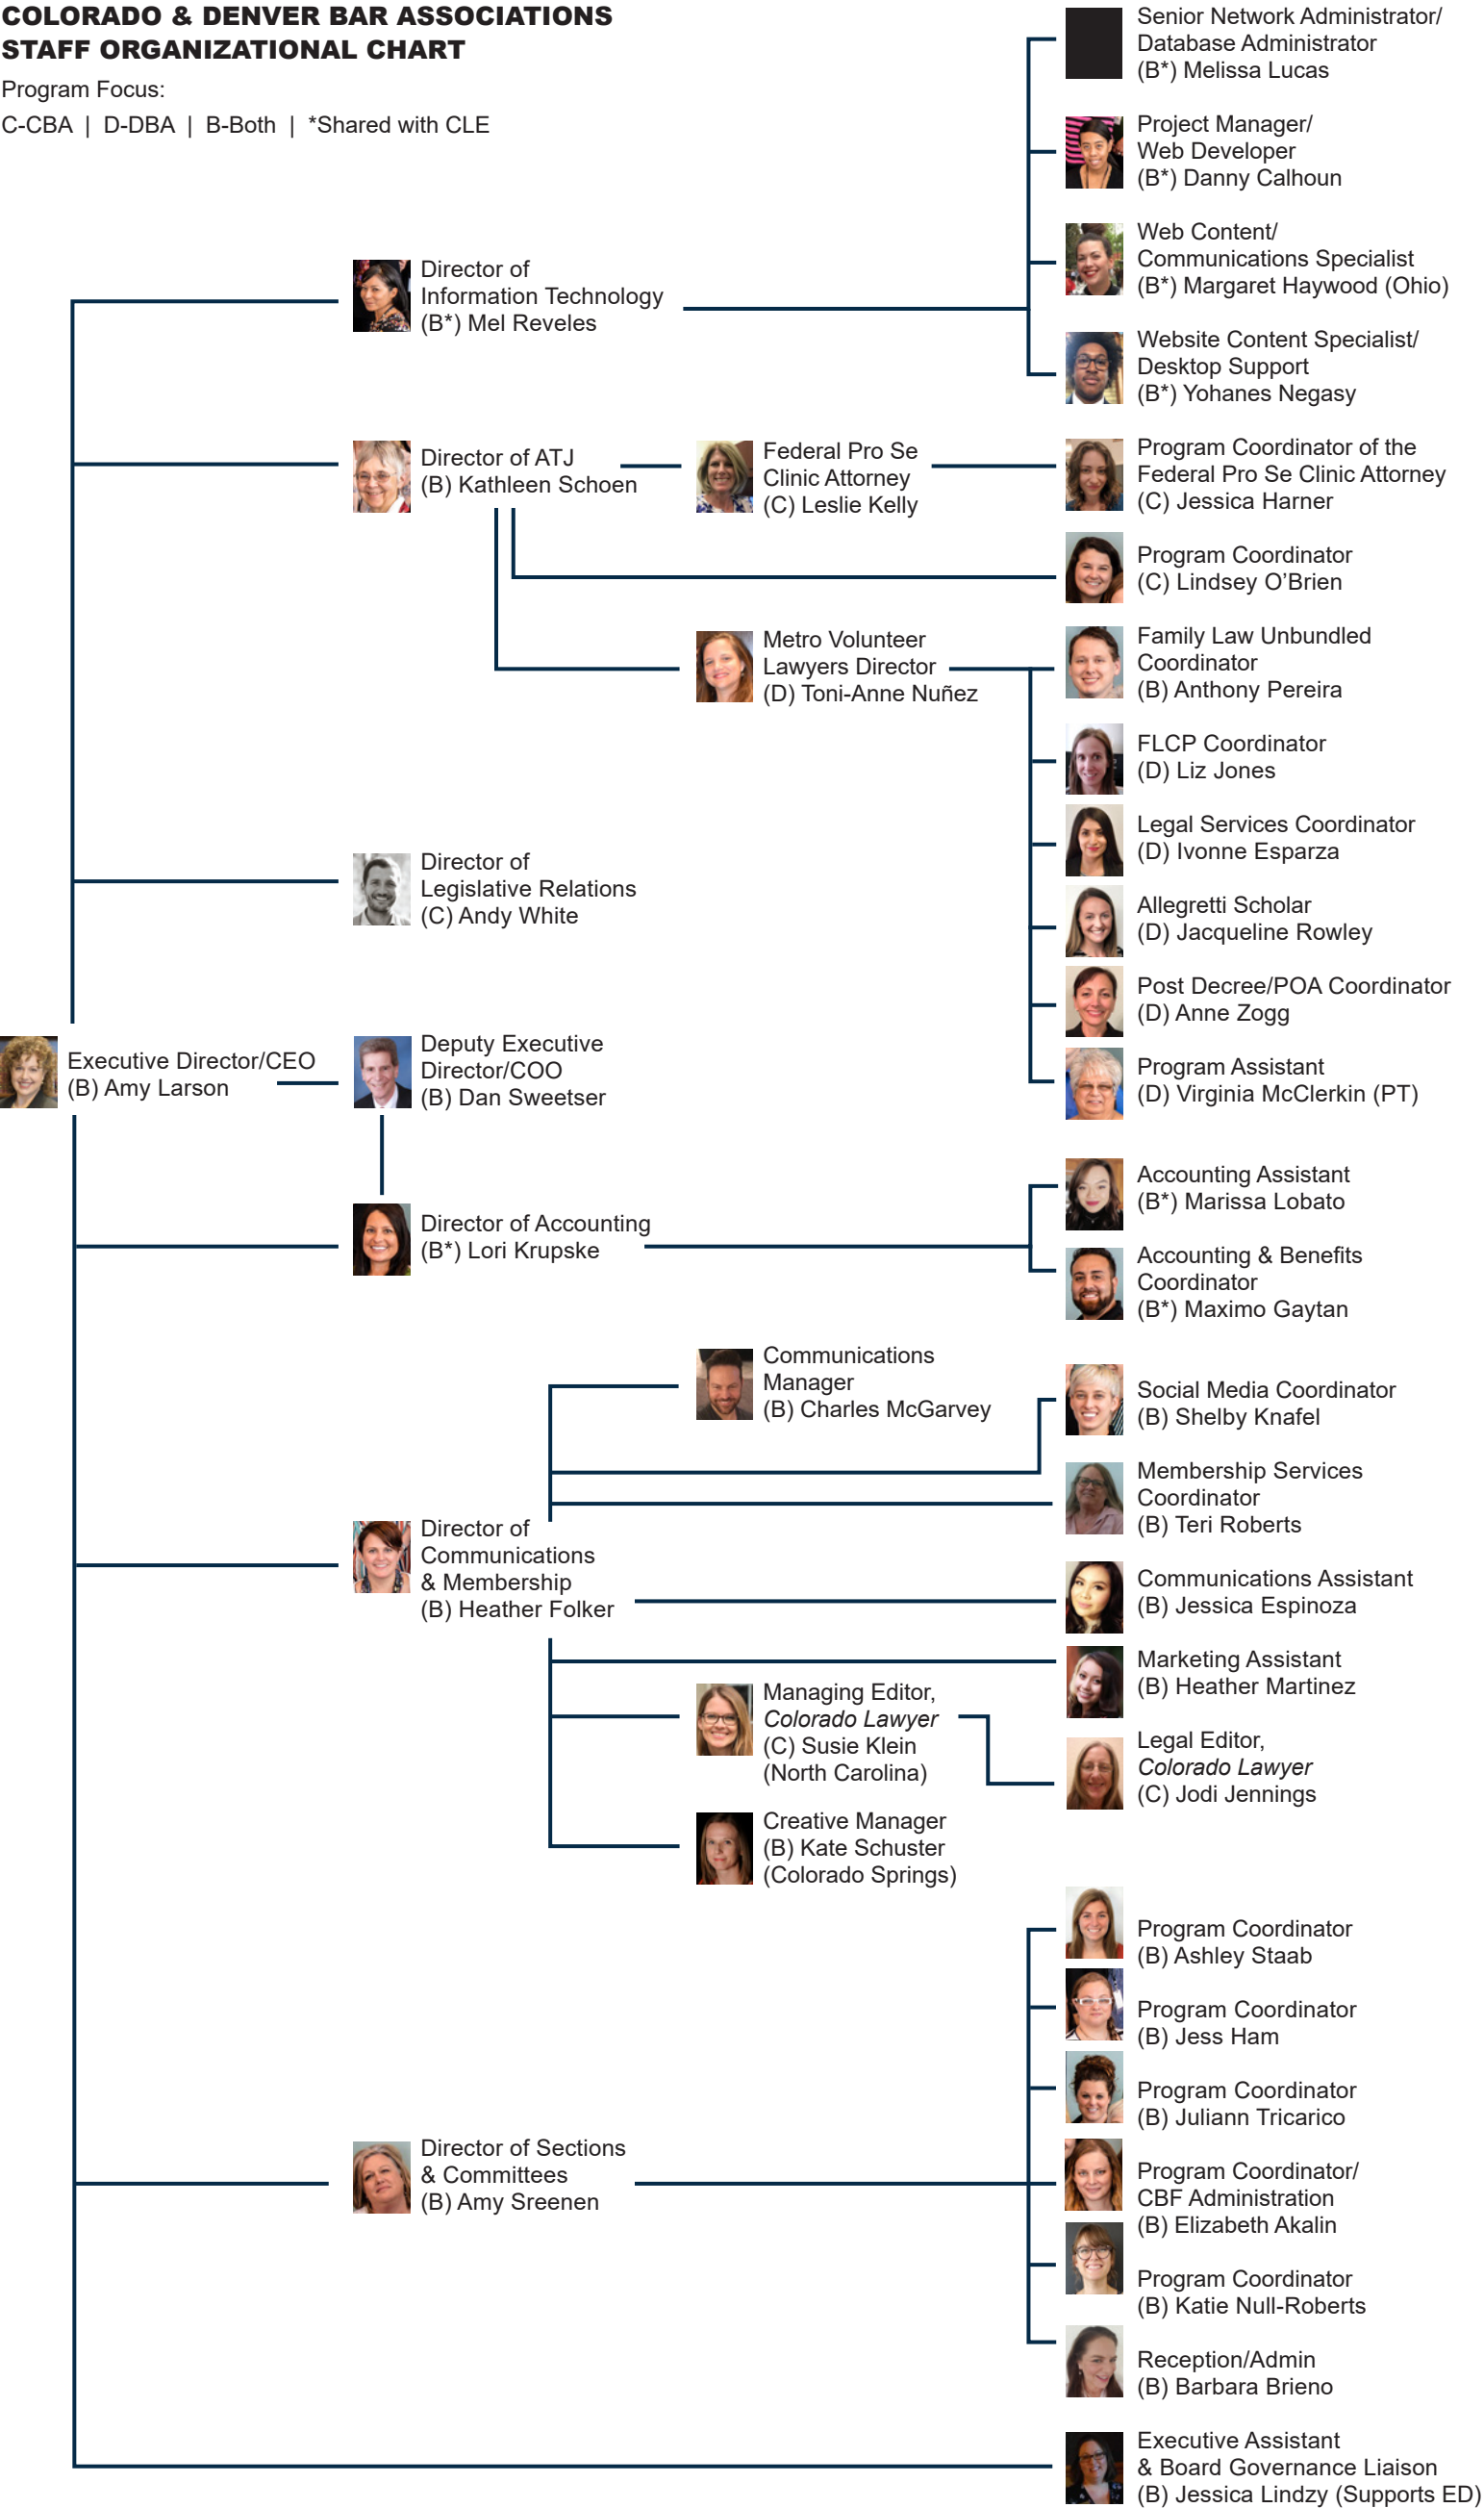 COLORADO & DENVER BAR ASSOCIATIONS
STAFF ORGANIZATIONAL CHART
Program Focus:
C-CBA | D-DBA | B-Both | *Shared with CLE
Executive Director/CEO
(B) Amy Larson
Director of
Information Technology
(B*) Mel Reveles
Senior Network Administrator/
Database Administrator
(B*) Melissa Lucas
Project Manager/
Web Developer
(B*) Danny Calhoun
Web Content/
Communications Specialist
(B*) Margaret Haywood (Ohio)
Website Content Specialist/
Desktop Support
(B*) Yohanes Negasy
Director of ATJ
(B) Kathleen Schoen
Federal Pro Se
Clinic Attorney
(C) Leslie Kelly
Program Coordinator of the
Federal Pro Se Clinic Attorney
(C) Jessica Harner
Program Coordinator
(C) Lindsey O’Brien
Metro Volunteer
Lawyers Director
(D) Toni-Anne Nuñez
Family Law Unbundled
Coordinator
(B) Anthony Pereira
FLCP Coordinator
(D) Liz Jones
Legal Services Coordinator
(D) Ivonne Esparza
Allegretti Scholar
(D) Jacqueline Rowley
Post Decree/POA Coordinator
(D) Anne Zogg
Program Assistant
(D) Virginia McClerkin (PT)
Director of
Legislative Relations
(C) Andy White
Deputy Executive
Director/COO
(B) Dan Sweetser
Director of Accounting
(B*) Lori Krupske
Accounting Assistant
(B*) Marissa Lobato
Accounting & Benefits
Coordinator
(B*) Maximo Gaytan
Director of
Communications
& Membership
(B) Heather Folker
Communications
Manager
(B) Charles McGarvey
Social Media Coordinator
(B) Shelby Knafel
Membership Services
Coordinator
(B) Teri Roberts
Communications Assistant
(B) Jessica Espinoza
Marketing Assistant
(B) Heather Martinez
Managing Editor,
Colorado Lawyer
(C) Susie Klein
(North Carolina)
Legal Editor,
Colorado Lawyer
(C) Jodi Jennings
Creative Manager
(B) Kate Schuster
(Colorado Springs)
Director of Sections
& Committees
(B) Amy Sreenen
Program Coordinator
(B) Ashley Staab
Program Coordinator
(B) Jess Ham
Program Coordinator
(B) Juliann Tricarico
Program Coordinator/
CBF Administration
(B) Elizabeth Akalin
Program Coordinator
(B) Katie Null-Roberts
Reception/Admin
(B) Barbara Brieno
Executive Assistant
& Board Governance Liaison
(B) Jessica Lindzy (Supports ED)